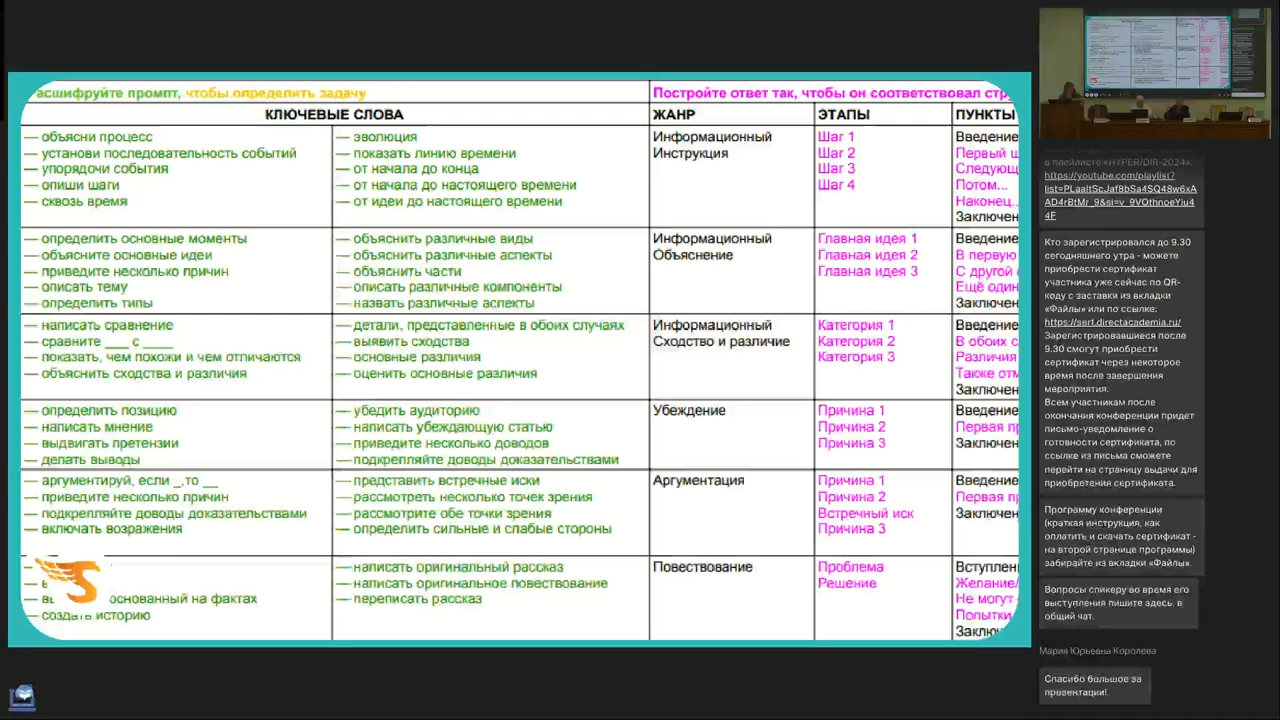 асшифруйте промпт, чтобы определить задачу
Постройте ответ так, чтобы он соответствовал
КЛЮЧЕВЫЕ СЛОВА
ЖАНР
ЭТАПЫ
ПУНКТЫ
— объясни процесс
— установи последовательность событий
— упорядочи события
— опиши шаги
— сквозь время
— эволюция
— показать линию времени
— от начала до конца
— от начала до настоящего времени
— от идеи до настоящего времени
Информационный
Инструкция
Шаг 1
Шаг 2
Шаг 3
Шаг 4
Введение
Первый
Следующ
Потом...
Наконец...
Заключен
— определить основные моменты
— объясните основные идеи
— приведите несколько причин
— описать тему
— определить типы
— объяснить различные виды
— объяснить различные аспекты
— объяснить части
— описать различные компоненты
— назвать различные аспекты
Информационный
Объяснение
Главная идея 1
Главная идея 2
Главная идея 3
Введение
В первую
С другой
Ещё один
Заключен
— написать сравнение
— сравните ___ с ____
— показать, чем похожи и чем отличаются
— объяснить сходства и различия
— детали, представленные в обоих случаях
— выявить сходства
— основные различия
— оценить основные различия
Информационный
Сходство и различие
Категория 1
Категория 2
Категория 3
Введение
В обоих
Различия
Также
Заключен
— определить позицию
— написать мнение
— выдвигать претензии
— делать выводы
— убедить аудиторию
— написать убеждающую статью
— приведите несколько доводов
— подкрепляйте доводы доказательствами
Убеждение
Причина 1
Причина 2
Причина 3
Введение
Первая
Заключен
— аргументируй, если _,то __
— приведите несколько причин
— подкрепляйте доводы доказательствами
— включать возражения
— представить встречные иски
— рассмотреть несколько точек зрения
— рассмотрите обе точки зрения
— определить сильные и слабые стороны
Аргументация
Причина 1
Причина 2
Встречный иск
Причина 3
Введение
Первая
Заключен
основанный на фактах
— создать историю
— написать оригинальный рассказ
— написать оригинальное повествование
— переписать рассказ
Повествование
Проблема
Решение
Вступлен
Желание/
Не могут
Попытки
Заклю
в плейлисте «HYPER/DIR-2024».
https://youtube.com/playlist?
Кто зарегистрировался до 9.30
сегодняшнего утра - можете
приобрести сертификат
участника уже сейчас по QR-
коду с заставки из вкладки
«Файлы» или по ссылке:
https://sert.directacademia.ru/
Зарегистрировавшиеся после
9.30 смогут приобрести
сертификат через некоторое
время после завершения
мероприятия.
Всем участникам после
окончания конференции придет
письмо-уведомление о
готовности сертификата, по
ссылке из письма сможете
перейти на страницу выдачи для
приобретения сертификата.
Программу конференции
(краткая инструкция, как
оплатить и скачать сертификат -
на второй странице программы)
забирайте из вкладки «Файлы».
Вопросы спикеру во время его
выступления пишите здесь, в
общий чат.
Мария Юрьевна Королева
Спасибо большое за
презентации!.